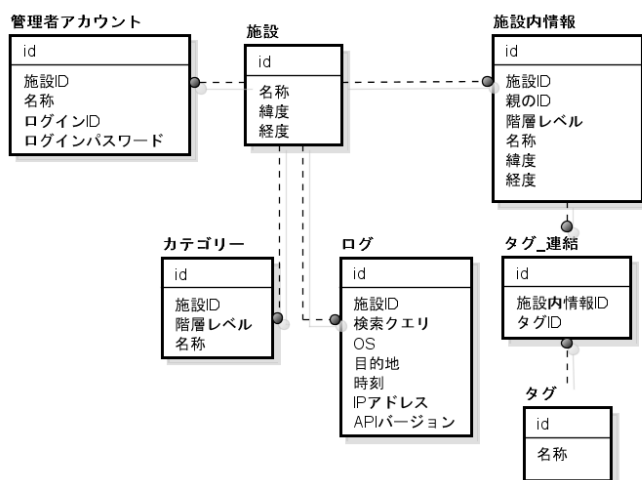 管理者アカウント
id
施設ID
名称
ログインID
ログインパスワード
施設
id
名称
緯度
経度
施設内情報
id
施設ID
親のID
階層レベル
名称
緯度
経度
カテゴリー
id
施設ID
階層レベル
名称
ログ
id
施設ID
検索クエリ
OS
目的地
時刻
IPアドレス
APIバージョン
タグ_連結
id
施設内情報ID
タグID
タグ
id
名称